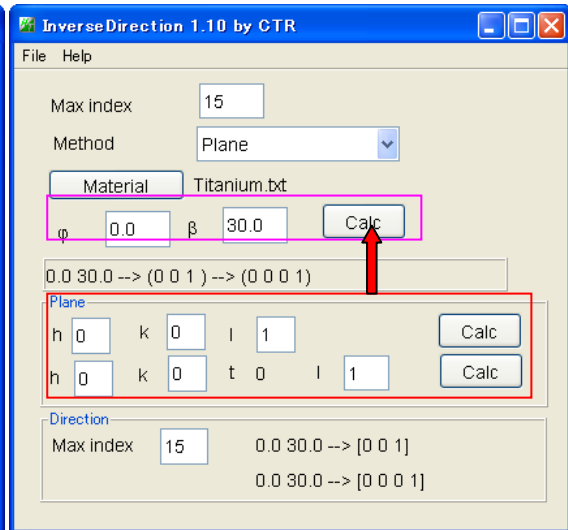 InverseDirection 1.10 by CTR
File Help
Max index 15
Method Plane
Material Titanium.txt
φ 0.0 β 30.0 Calc
0.0 30.0 --> (0 0 1 ) --> (0 0 0 1)
Plane
h 0 k 0 l 1 Calc
h 0 k 0 t 0 l 1 Calc
Direction
Max index 15 0.0 30.0 --> [0 0 1]
0.0 30.0 --> [0 0 0 1]